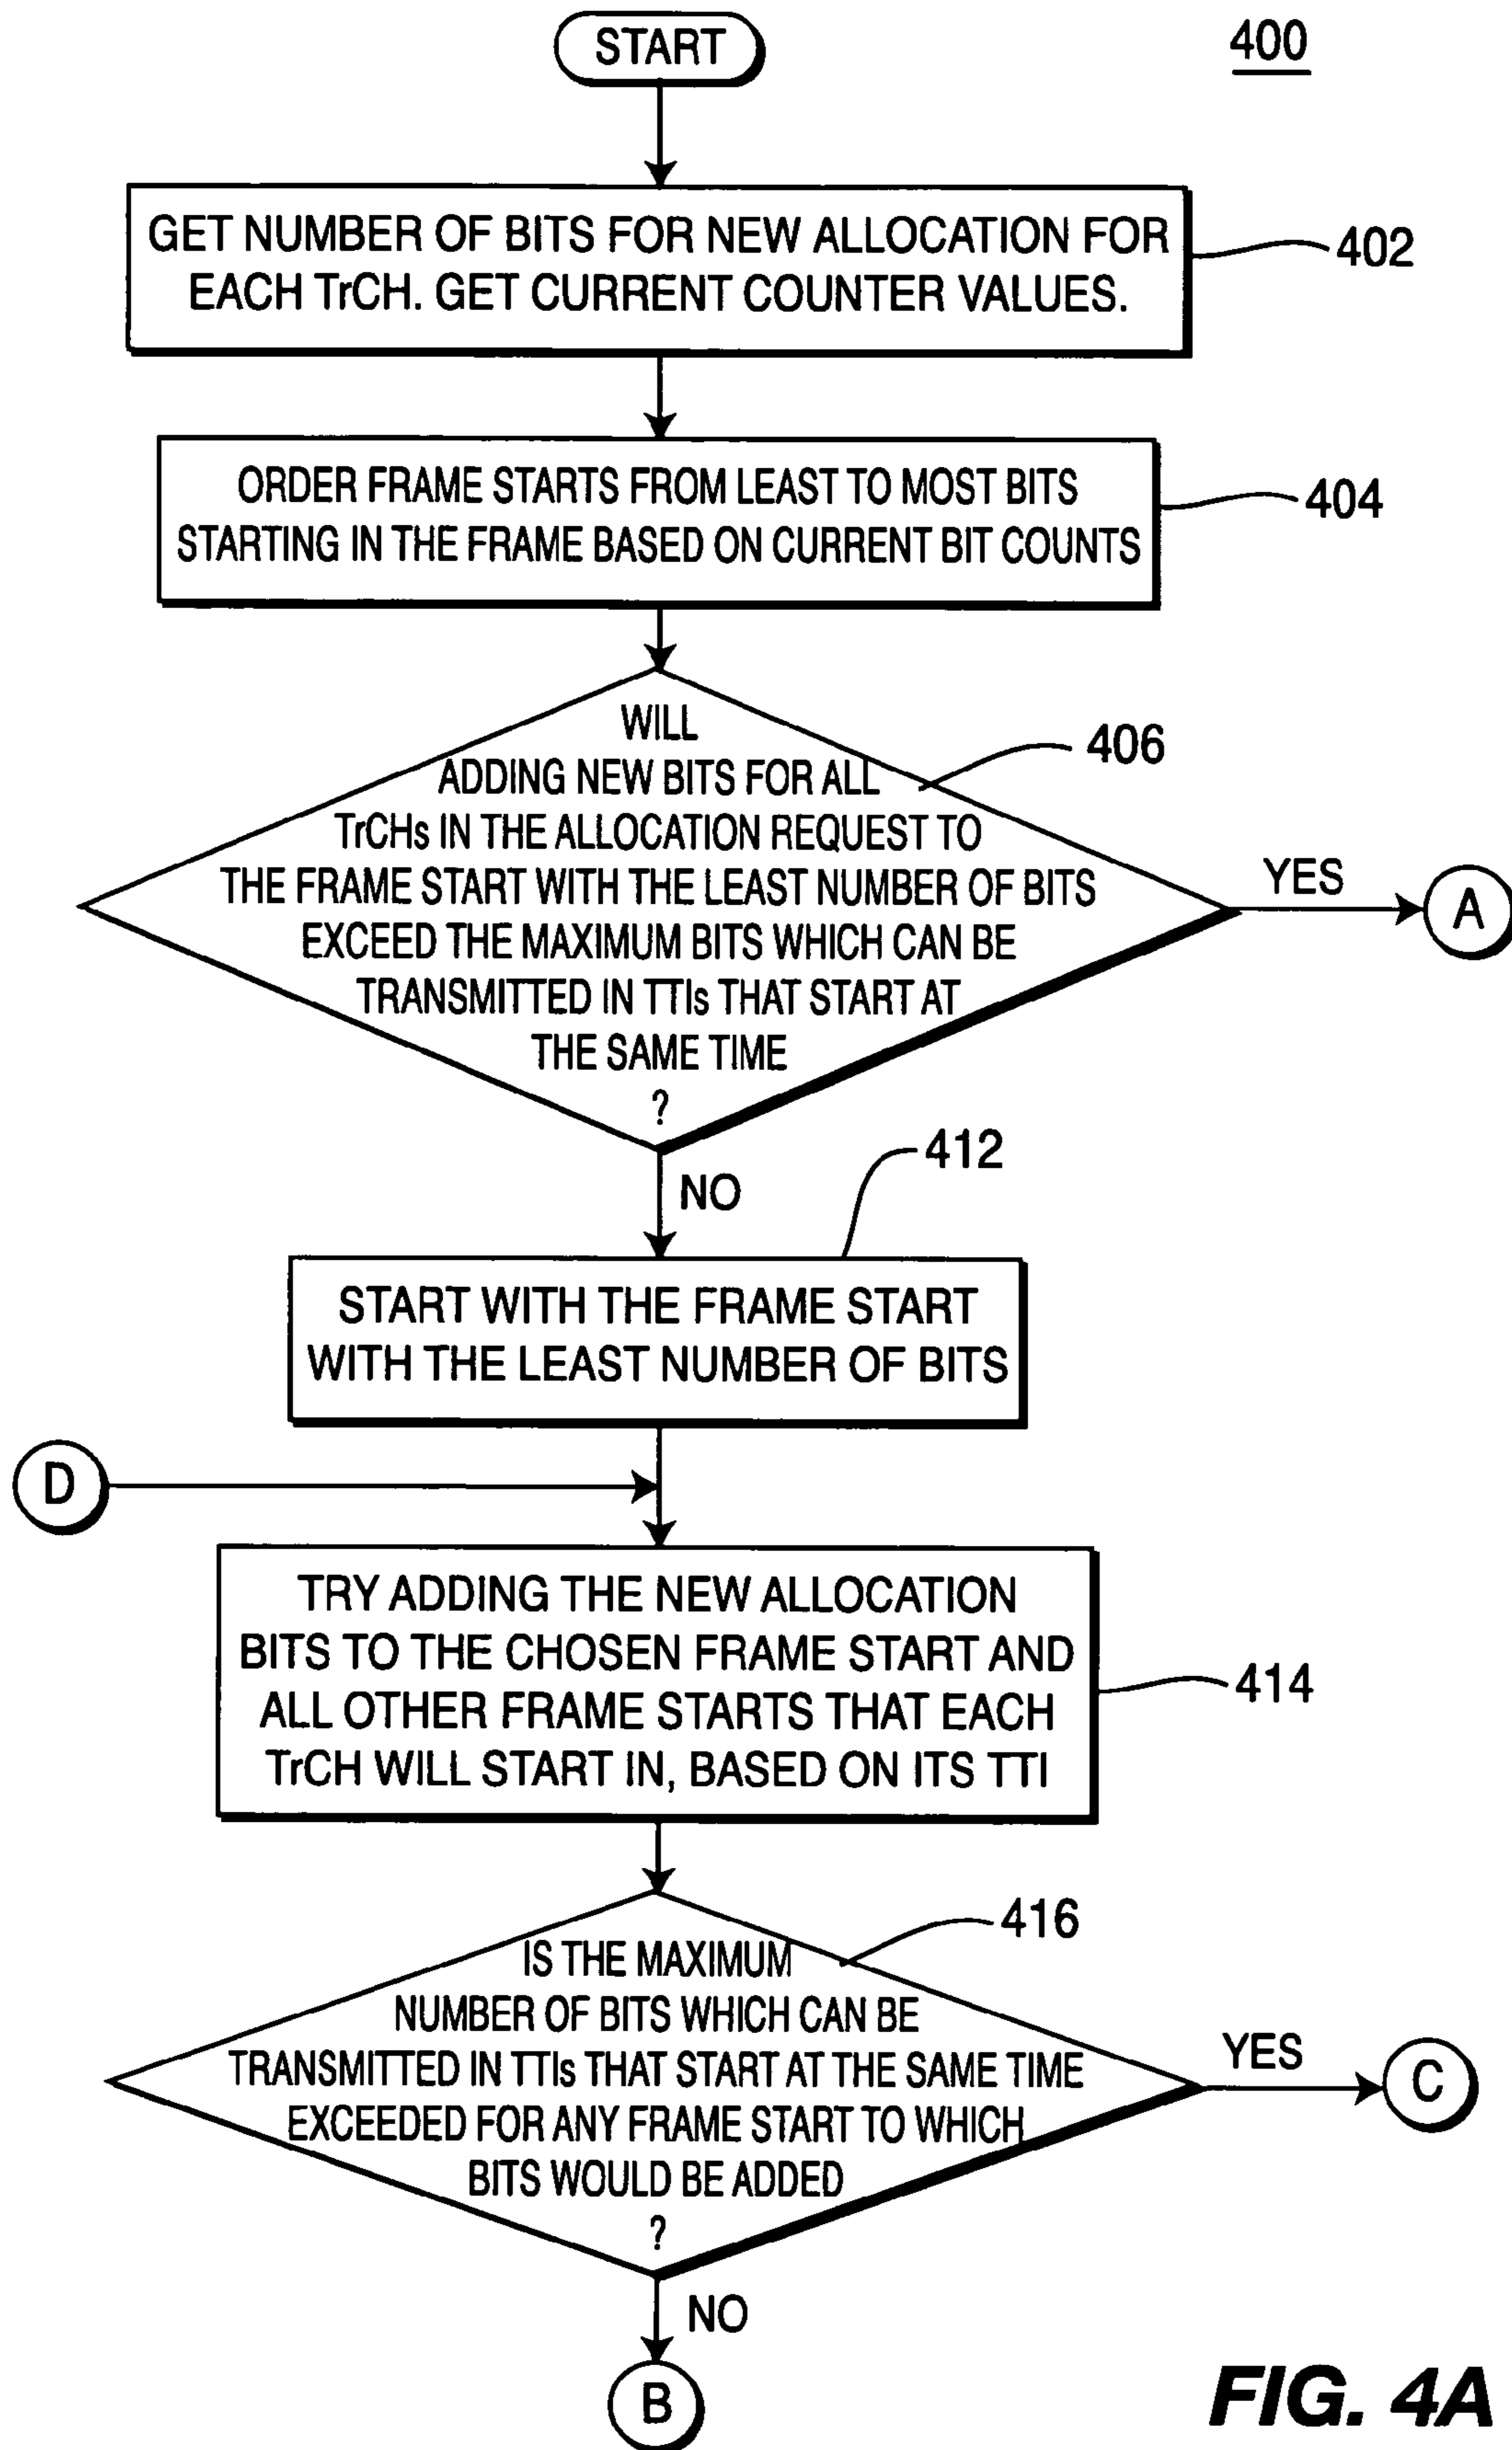 START
400
GET NUMBER OF BITS FOR NEW ALLOCATION FOR
EACH TrCH. GET CURRENT COUNTER VALUES.
402
ORDER FRAME STARTS FROM LEAST TO MOST BITS
STARTING IN THE FRAME BASED ON CURRENT BIT COUNTS
404
WILL
ADDING NEW BITS FOR ALL
TrCHs IN THE ALLOCATION REQUEST TO
THE FRAME START WITH THE LEAST NUMBER OF BITS
EXCEED THE MAXIMUM BITS WHICH CAN BE
TRANSMITTED IN TTIs THAT START AT
THE SAME TIME
?
406
YES
A
NO
412
START WITH THE FRAME START
WITH THE LEAST NUMBER OF BITS
D
TRY ADDING THE NEW ALLOCATION
BITS TO THE CHOSEN FRAME START AND
ALL OTHER FRAME STARTS THAT EACH
TrCH WILL START IN, BASED ON ITS TTI
414
IS THE MAXIMUM
NUMBER OF BITS WHICH CAN BE
TRANSMITTED IN TTIs THAT START AT THE SAME TIME
EXCEEDED FOR ANY FRAME START TO WHICH
BITS WOULD BE ADDED
?
416
YES
C
NO
B
FIG. 4A